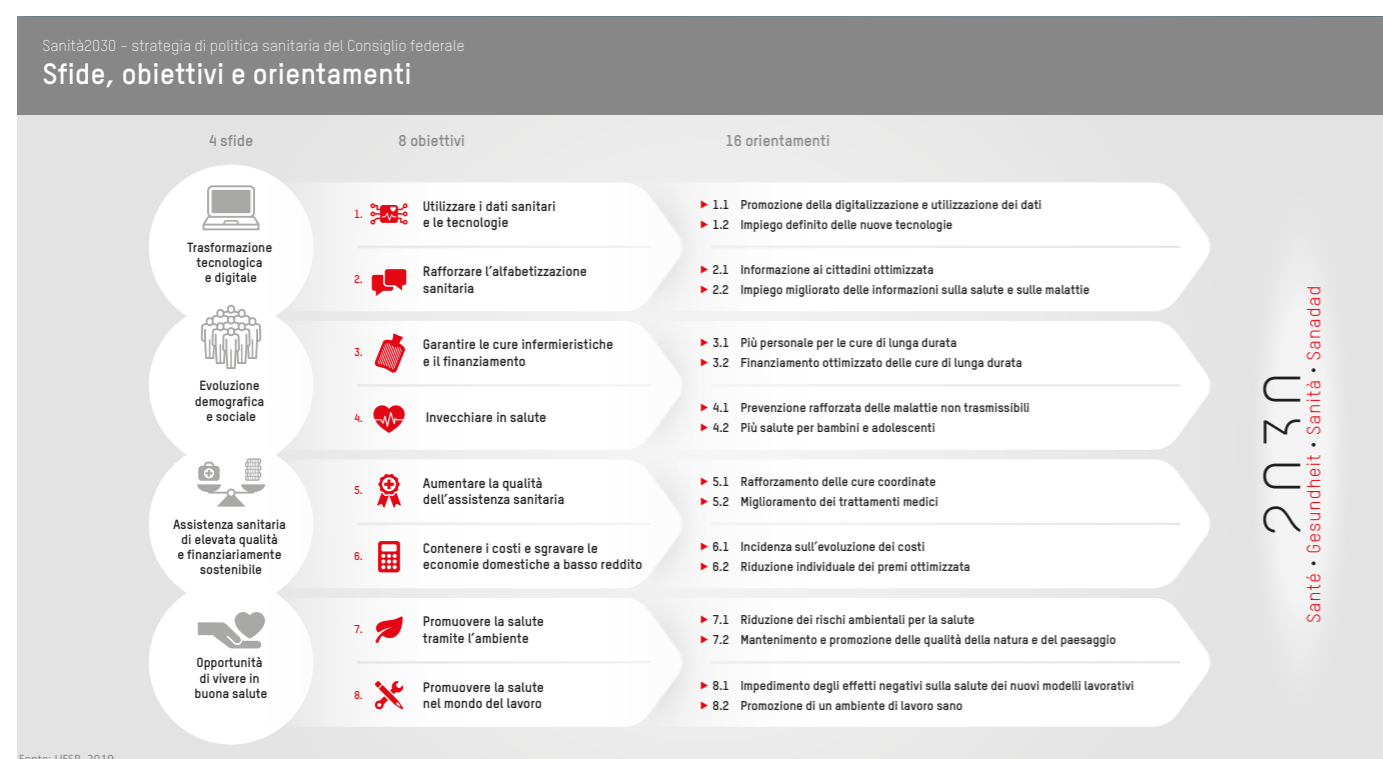 Sanità2030 – strategia di politica sanitaria del Consiglio federale
Sfide, obiettivi e orientamenti
4 sfide
8 obiettivi
16 orientamenti
Trasformazione
tecnologica
e digitale
1. Utilizzare i dati sanitari
e le tecnologie
▶ 1.1 Promozione della digitalizzazione e utilizzazione dei dati
▶ 1.2 Impiego definito delle nuove tecnologie
2. Rafforzare l'alfabetizzazione
sanitaria
▶ 2.1 Informazione ai cittadini ottimizzata
▶ 2.2 Impiego migliorato delle informazioni sulla salute e sulle malattie
Evoluzione
demografica
e sociale
3. Garantire le cure infermieristiche
e il finanziamento
▶ 3.1 Più personale per le cure di lunga durata
▶ 3.2 Finanziamento ottimizzato delle cure di lunga durata
4. Invecchiare in salute
▶ 4.1 Prevenzione rafforzata delle malattie non trasmissibili
▶ 4.2 Più salute per bambini e adolescenti
Assistenza sanitaria
di elevata qualità
e finanziariamente
sostenibile
5. Aumentare la qualità
dell'assistenza sanitaria
▶ 5.1 Rafforzamento delle cure coordinate
▶ 5.2 Miglioramento dei trattamenti medici
6. Contenere i costi e sgravare le
economie domestiche a basso reddito
▶ 6.1 Incidenza sull'evoluzione dei costi
▶ 6.2 Riduzione individuale dei premi ottimizzata
Opportunità
di vivere in
buona salute
7. Promuovere la salute
tramite l'ambiente
▶ 7.1 Riduzione dei rischi ambientali per la salute
▶ 7.2 Mantenimento e promozione delle qualità della natura e del paesaggio
8. Promuovere la salute
nel mondo del lavoro
▶ 8.1 Impedimento degli effetti negativi sulla salute dei nuovi modelli lavorativi
▶ 8.2 Promozione di un ambiente di lavoro sano
2030
Santé • Gesundheit • Sanità • Sanadad
Fonte: UFSP, 2019